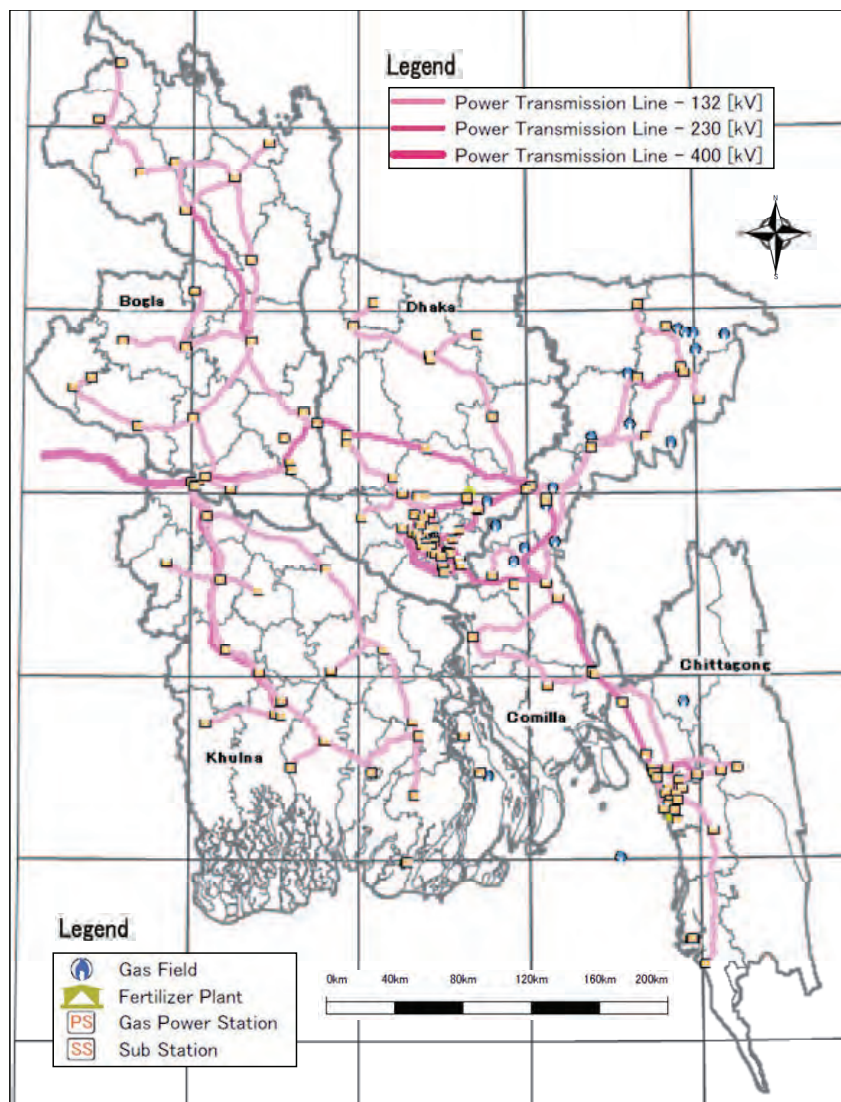 Legend
Power Transmission Line - 132 [kV]
Power Transmission Line - 230 [kV]
Power Transmission Line - 400 [kV]
N
S
Bogla
Dhaka
Chittagong
Comilla
Khulna
Legend
Gas Field
Fertilizer Plant
PS Gas Power Station
SS Sub Station
0km 40km 80km 120km 160km 200km